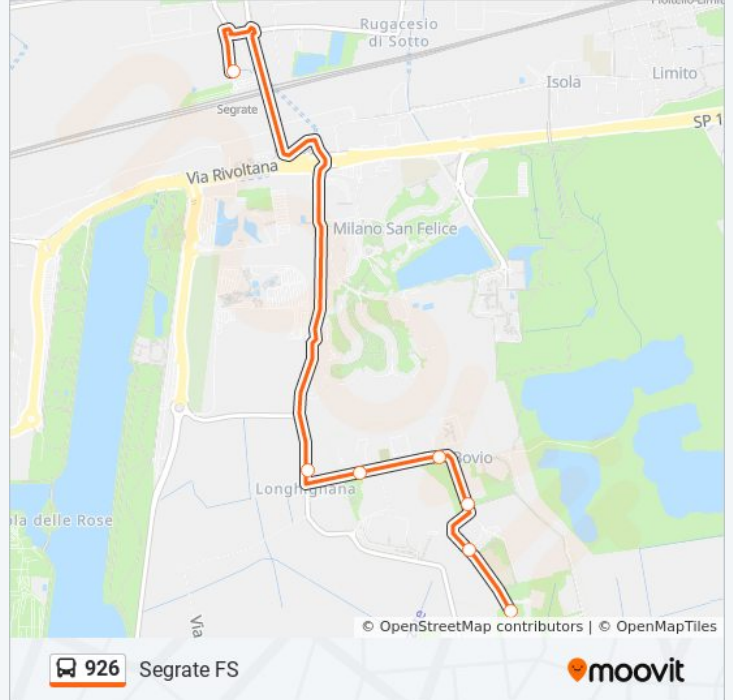 Rugacesio
di Sotto
Isola
Limito
Segrate
SP 1
Via Rivoltana
Milano San Felice
Bovio
Longhignana
la delle Rose
Via
© OpenStreetMap contributors | © OpenMapTiles
926 Segrate FS
moovit